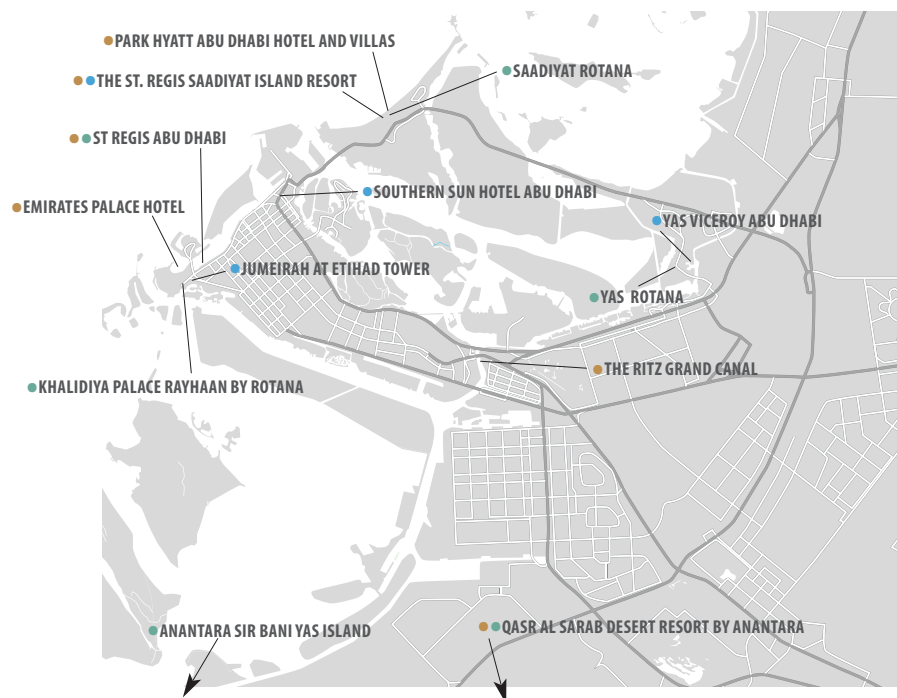 PARK HYATT ABU DHABI HOTEL AND VILLAS
SAADIYAT ROTANA
THE ST. REGIS SAADIYAT ISLAND RESORT
ST REGIS ABU DHABI
SOUTHERN SUN HOTEL ABU DHABI
EMIRATES PALACE HOTEL
YAS VICEROY ABU DHABI
JUMEIRAH AT ETIHAD TOWER
YAS ROTANA
THE RITZ GRAND CANAL
KHALIDIYA PALACE RAYHAAN BY ROTANA
ANANTARA SIR BANI YAS ISLAND
QASR AL SARAB DESERT RESORT BY ANANTARA